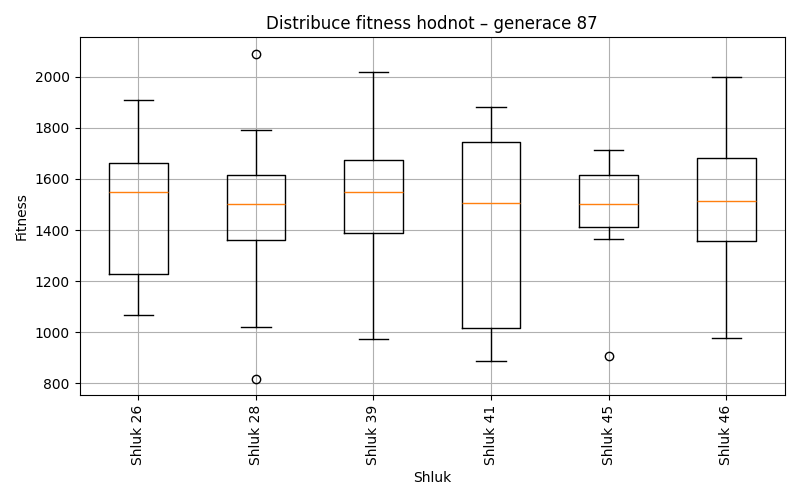 Distribuce fitness hodnot – generace 87
Fitness
2000
1800
1600
1400
1200
1000
800
Shluk 26
Shluk 28
Shluk 39
Shluk 41
Shluk 45
Shluk 46
Shluk